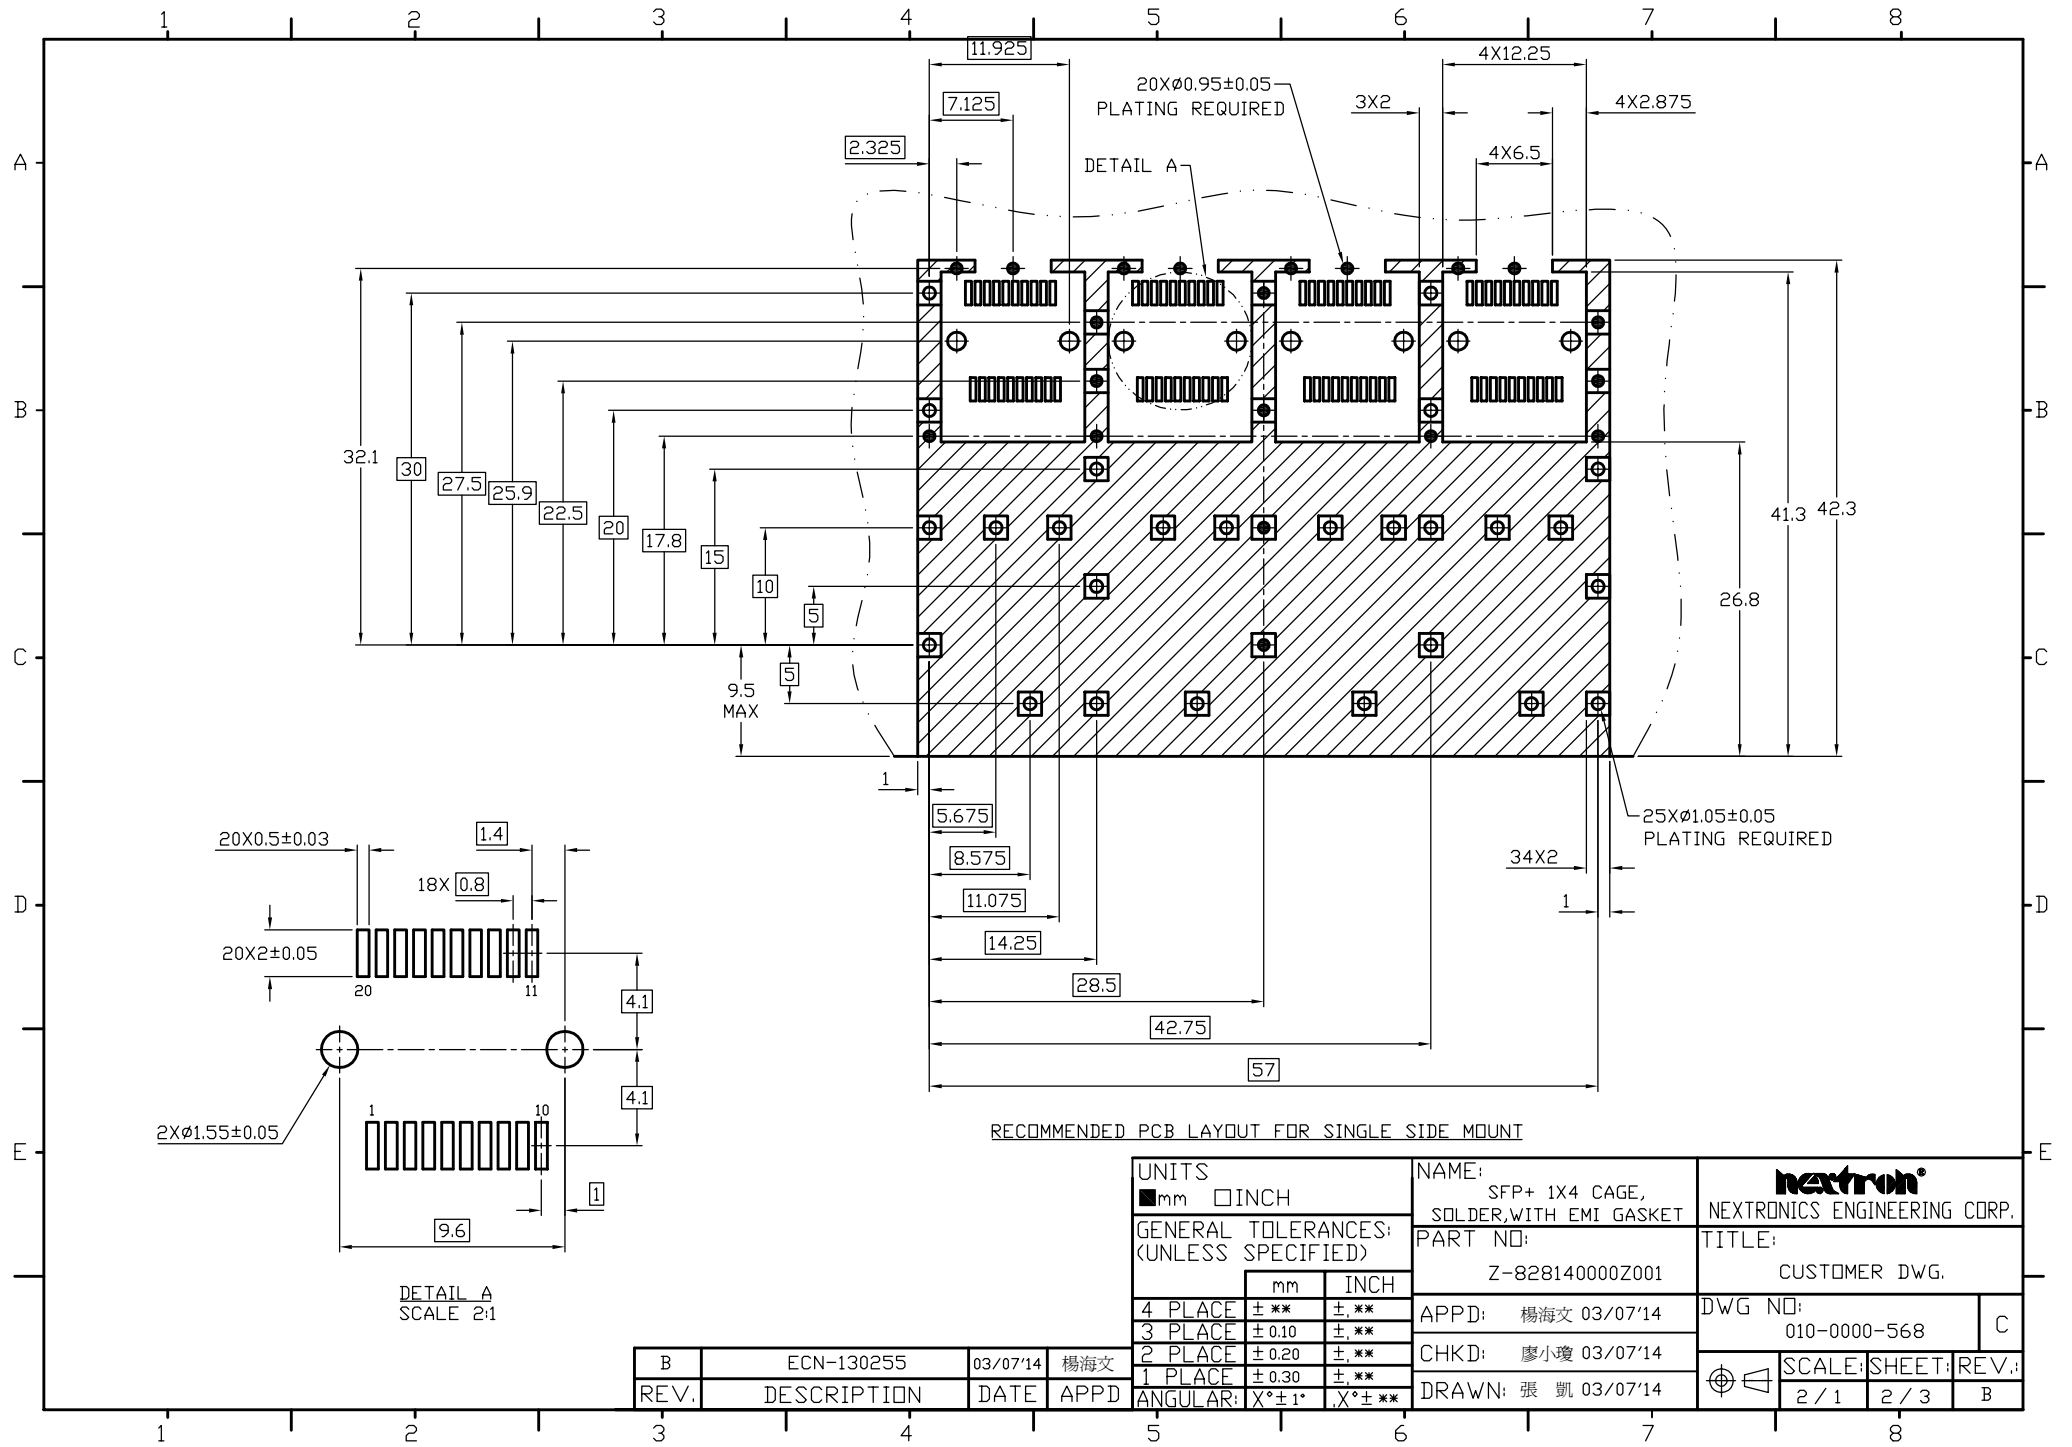 1 2 3 4 5 6 7 8
A
B
C
D
E
A
B
C
D
E
11.925
7.125
2.325
20XØ0.95±0.05
PLATING REQUIRED
DETAIL A
4X12.25
3X2
4X2.875
4X6.5
32.1
30
27.5
25.9
22.5
20
17.8
15
10
5
5
9.5
MAX
41.3
42.3
26.8
1
5.675
8.575
11.075
14.25
28.5
42.75
57
25XØ1.05±0.05
PLATING REQUIRED
34X2
1
RECOMMENDED PCB LAYOUT FOR SINGLE SIDE MOUNT
20X0.5±0.03
1.4
18X 0.8
20X2±0.05
20
11
4.1
4.1
2XØ1.55±0.05
1
10
1
9.6
DETAIL A
SCALE 2:1
UNITS
mm INCH
GENERAL TOLERANCES:
(UNLESS SPECIFIED)
mm INCH
4 PLACE ± ** ±. **
3 PLACE ± 0.10 ±. **
2 PLACE ± 0.20 ±. **
1 PLACE ± 0.30 ±. **
ANGULAR: X°± 1° .X°± **
NAME:
SFP+ 1X4 CAGE,
SOLDER,WITH EMI GASKET
PART NO:
Z-828140000Z001
APPD: 楊海文 03/07'14
CHKD: 廖小瓊 03/07'14
DRAWN: 張 凱 03/07'14
nextron®
NEXTRONICS ENGINEERING CORP.
TITLE:
CUSTOMER DWG.
DWG NO:
010-0000-568
C
SCALE: SHEET: REV.:
2 / 1 2 / 3 B
B ECN-130255 03/07'14 楊海文
REV. DESCRIPTION DATE APPD
1 2 3 4 5 6 7 8